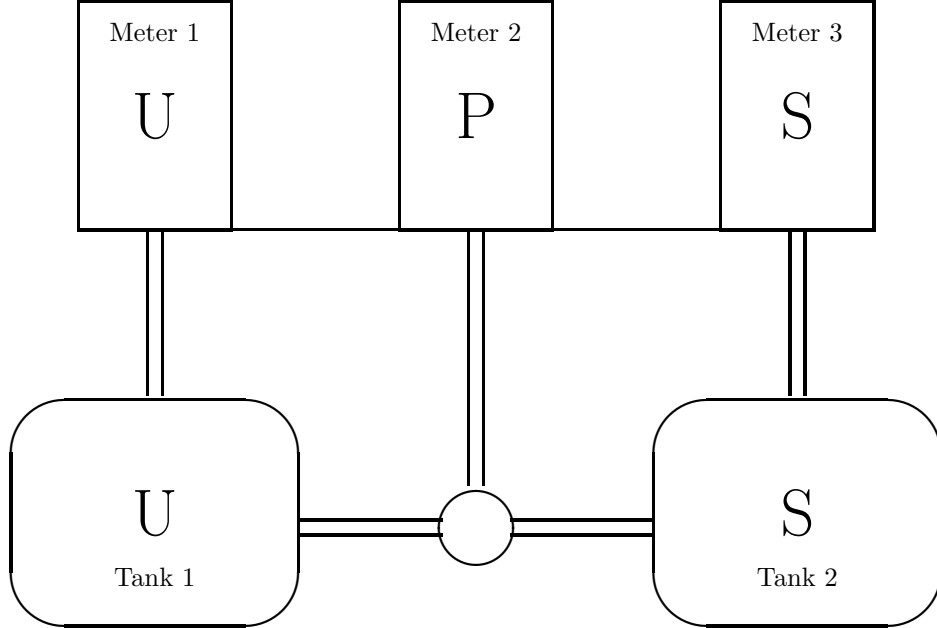 Meter 1
Meter 2
Meter 3
U
P
S
U
S
Tank 1
Tank 2